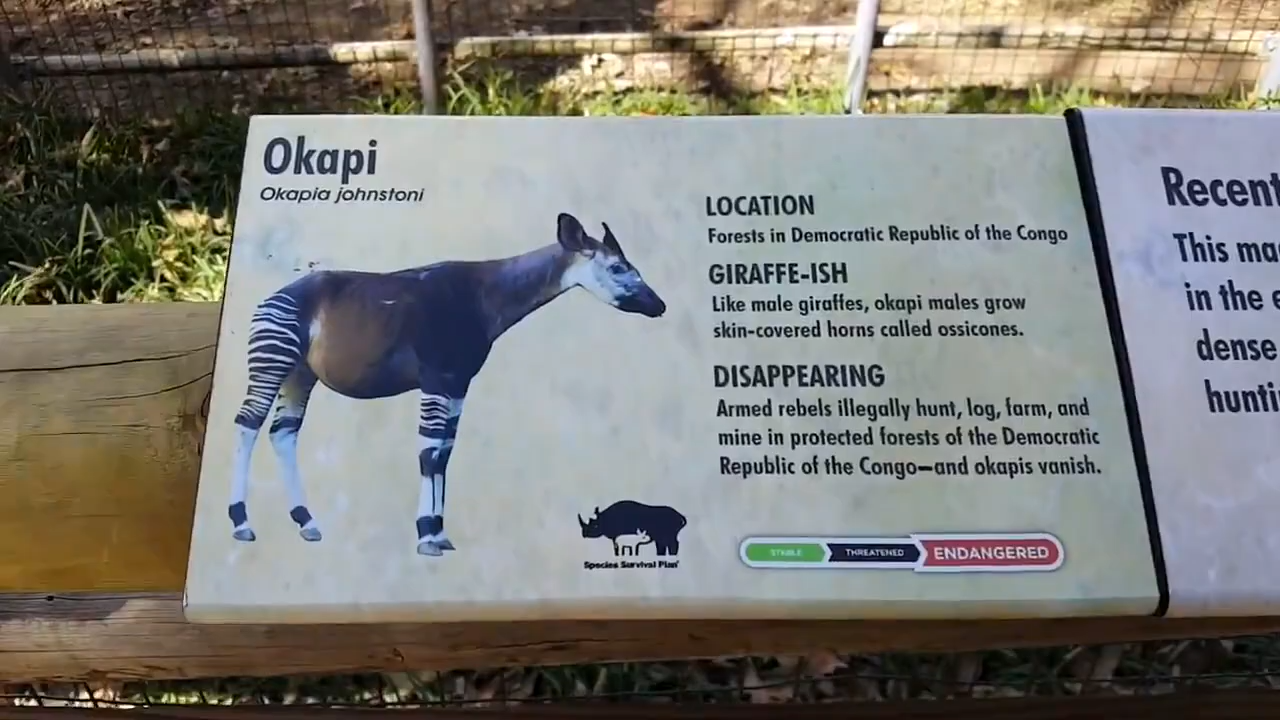 Okapi
Okapia johnstoni
LOCATION
Forests in Democratic Republic of the Congo
GIRAFFE-ISH
Like male giraffes, okapi males grow
skin-covered horns called ossicones.
DISAPPEARING
Armed rebels illegally hunt, log, farm, and
mine in protected forests of the Democratic
Republic of the Congo—and okapis vanish.
Species Survival Plan
STABLE THREATENED ENDANGERED
Recent
This ma
in the e
dense
hunti